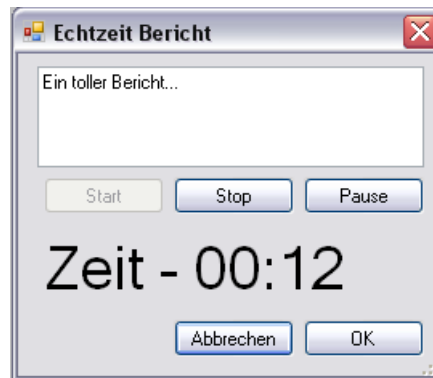 Echtzeit Bericht
Ein toller Bericht...
Start Stop Pause
Zeit - 00:12
Abbrechen OK